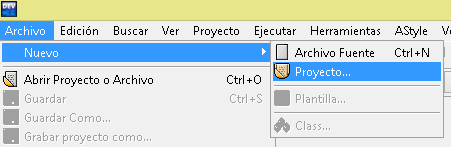 DEV
Archivo Edición Buscar Ver Proyecto Ejecutar Herramientas AStyle
Nuevo
Archivo Fuente Ctrl+N
Proyecto...
Plantilla...
Class...
Abrir Proyecto o Archivo Ctrl+O
Guardar Ctrl+S
Guardar Como...
Grabar proyecto como...